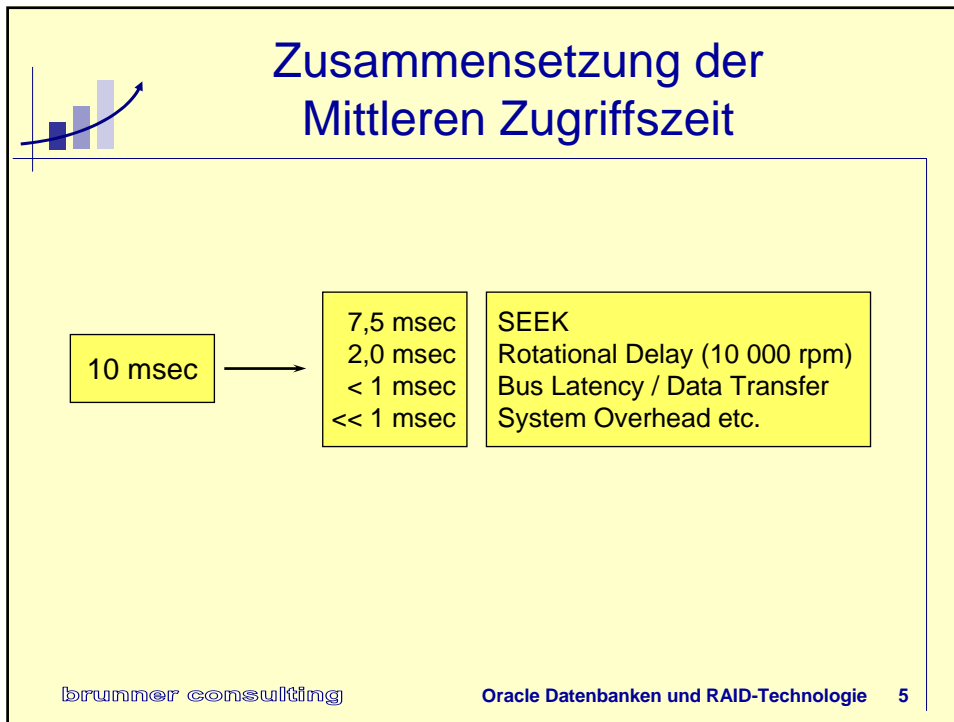 Zusammensetzung der
Mittleren Zugriffszeit
10 msec
7,5 msec SEEK
2,0 msec Rotational Delay (10 000 rpm)
< 1 msec Bus Latency / Data Transfer
<< 1 msec System Overhead etc.
brunner consulting Oracle Datenbanken und RAID-Technologie 5